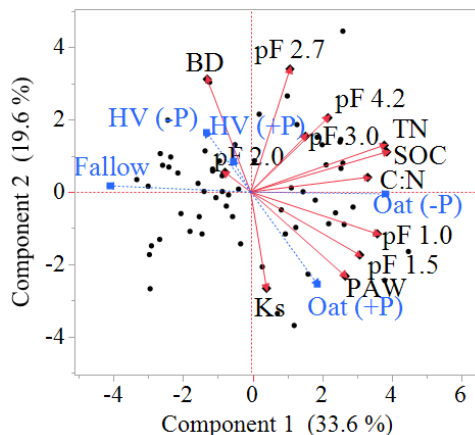 4
BD
pF 2.7
pF 4.2
HV (-P)
HV (+P)
pF 3.0
TN
SOC
pF 2.0
Fallow
C:N
Oat (-P)
pF 1.0
pF 1.5
PAW
Ks
Oat (+P)
2
0
-2
-4
Component 2 (19.6 %)
-6 -4 -2 0 2 4 6
Component 1 (33.6 %)